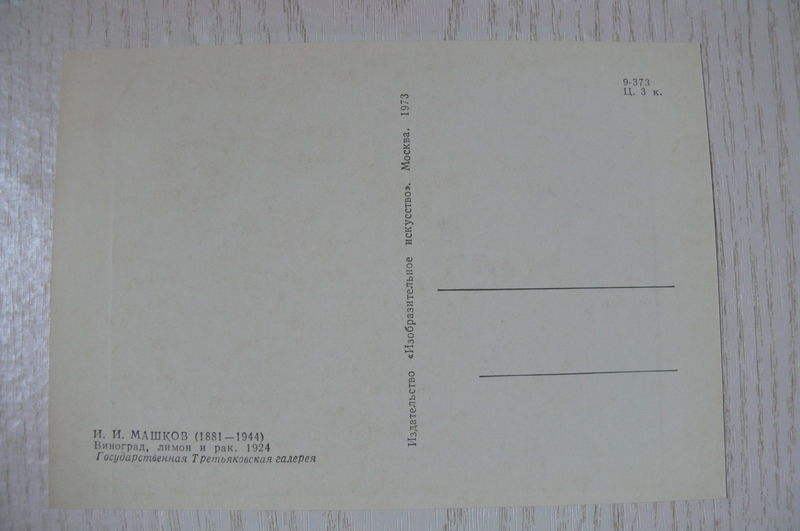 9-373
Ц. 3 к.
Издательство «Изобразительное искусство». Москва. 1973
И. И. МАШКОВ (1881—1944)
Виноград, лимон и рак. 1924
Государственная Третьяковская галерея